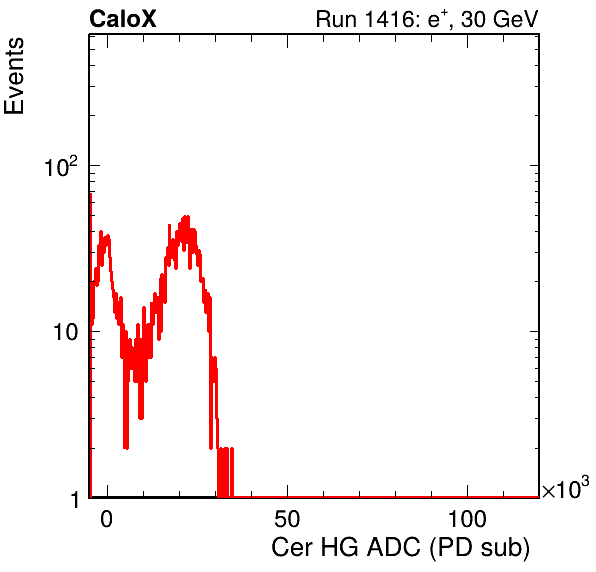 CaloX Run 1416: e⁺, 30 GeV
Events
10²
10
1
0 50 100 ×10³
Cer HG ADC (PD sub)